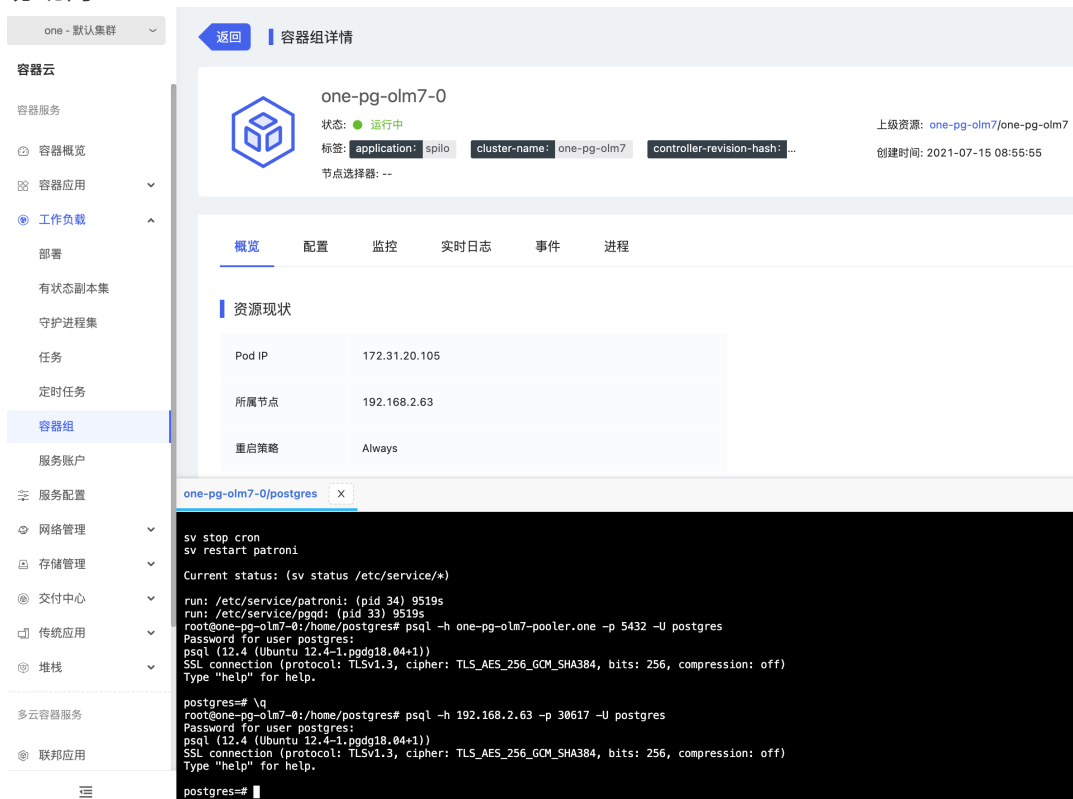 one - 默认集群
容器云
容器服务
容器概览
容器应用
工作负载
部署
有状态副本集
守护进程集
任务
定时任务
容器组
服务账户
服务配置
网络管理
存储管理
交付中心
传统应用
堆栈
多云容器服务
联邦应用
返回
容器组详情
one-pg-olm7-0
状态: 运行中
标签: application: spilo cluster-name: one-pg-olm7 controller-revision-hash: ...
节点选择器: --
上级资源: one-pg-olm7/one-pg-olm7
创建时间: 2021-07-15 08:55:55
概览 配置 监控 实时日志 事件 进程
资源现状
Pod IP 172.31.20.105
所属节点 192.168.2.63
重启策略 Always
one-pg-olm7-0/postgres X
sv stop cron
sv restart patroni
Current status: (sv status /etc/service/*)
run: /etc/service/patroni: (pid 34) 9519s
run: /etc/service/pgqd: (pid 33) 9519s
root@one-pg-olm7-0:/home/postgres# psql -h one-pg-olm7-pooler.one -p 5432 -U postgres
Password for user postgres:
psql (12.4 (Ubuntu 12.4-1.pgdg18.04+1))
SSL connection (protocol: TLSv1.3, cipher: TLS_AES_256_GCM_SHA384, bits: 256, compression: off)
Type "help" for help.
postgres=# \q
root@one-pg-olm7-0:/home/postgres# psql -h 192.168.2.63 -p 30617 -U postgres
Password for user postgres:
psql (12.4 (Ubuntu 12.4-1.pgdg18.04+1))
SSL connection (protocol: TLSv1.3, cipher: TLS_AES_256_GCM_SHA384, bits: 256, compression: off)
Type "help" for help.
postgres=#